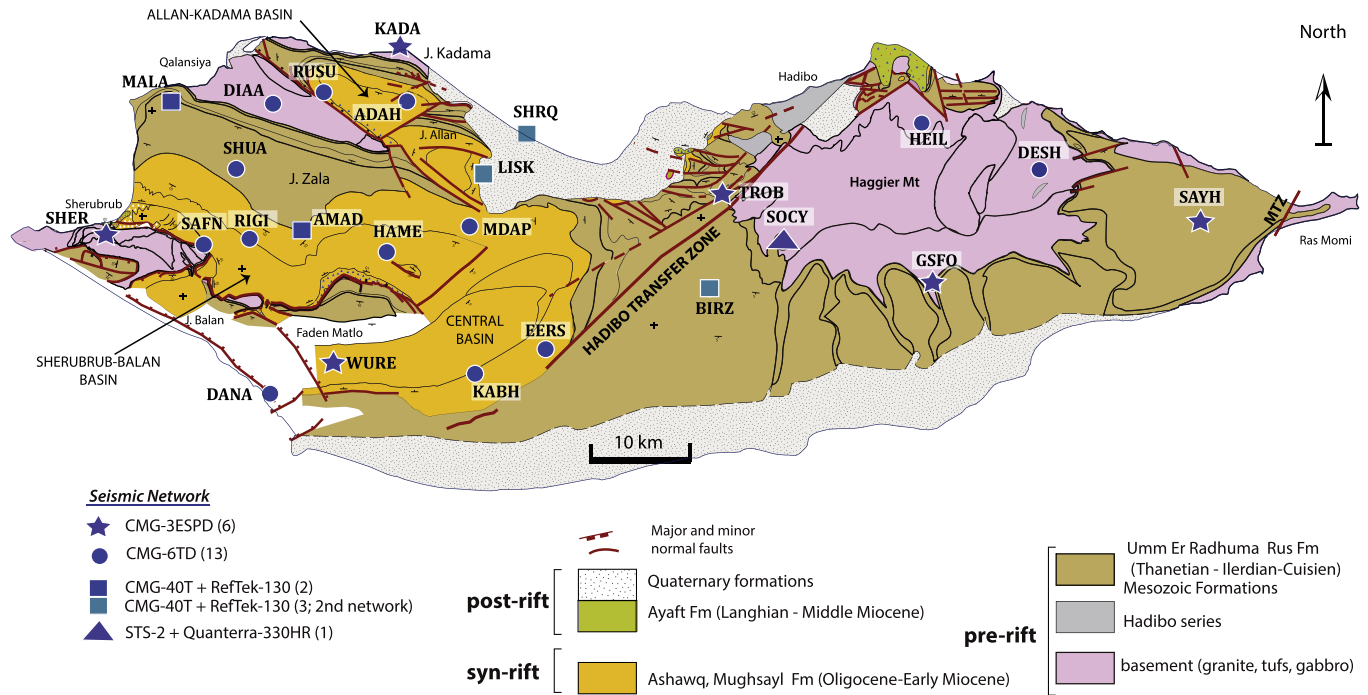 ALLAN-KADAMA BASIN
KADA
J. Kadama
North
Qalansiya
MALA
DIAA
RUSU
ADAH
SHRQ
Hadibo
J. Allan
HEIL
SHUA
LISK
DESH
J. Zala
Haggier Mt
TROB
SAYH
MTZ
Sherubrub
SHER
SAFN
RIGI
AMAD
HAME
MDAP
SOCY
Ras Momi
GSFO
HADIBO TRANSFER ZONE
BIRZ
J. Balan
Faden Matlo
CENTRAL
BASIN
EERS
SHERUBRUB-BALAN
BASIN
WURE
KABH
DANA
10 km
Seismic Network
CMG-3ESPD (6)
CMG-6TD (13)
CMG-40T + RefTek-130 (2)
CMG-40T + RefTek-130 (3; 2nd network)
STS-2 + Quanterra-330HR (1)
Major and minor
normal faults
post-rift
Quaternary formations
Ayaft Fm (Langhian - Middle Miocene)
syn-rift
Ashawq, Mughsayl Fm (Oligocene-Early Miocene)
pre-rift
Umm Er Radhuma Rus Fm
(Thanetian - Ilerdian-Cuisien)
Mesozoic Formations
Hadibo series
basement (granite, tufs, gabbro)